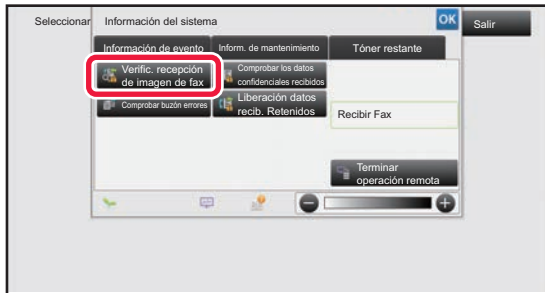 Seleccionar
Información del sistema
OK
Salir
Información de evento
Inform. de mantenimiento
Tóner restante
Verific. recepción
de imagen de fax
Comprobar los datos
confidenciales recibidos
Comprobar buzón errores
Liberación datos
recib. Retenidos
Recibir Fax
Terminar
operación remota